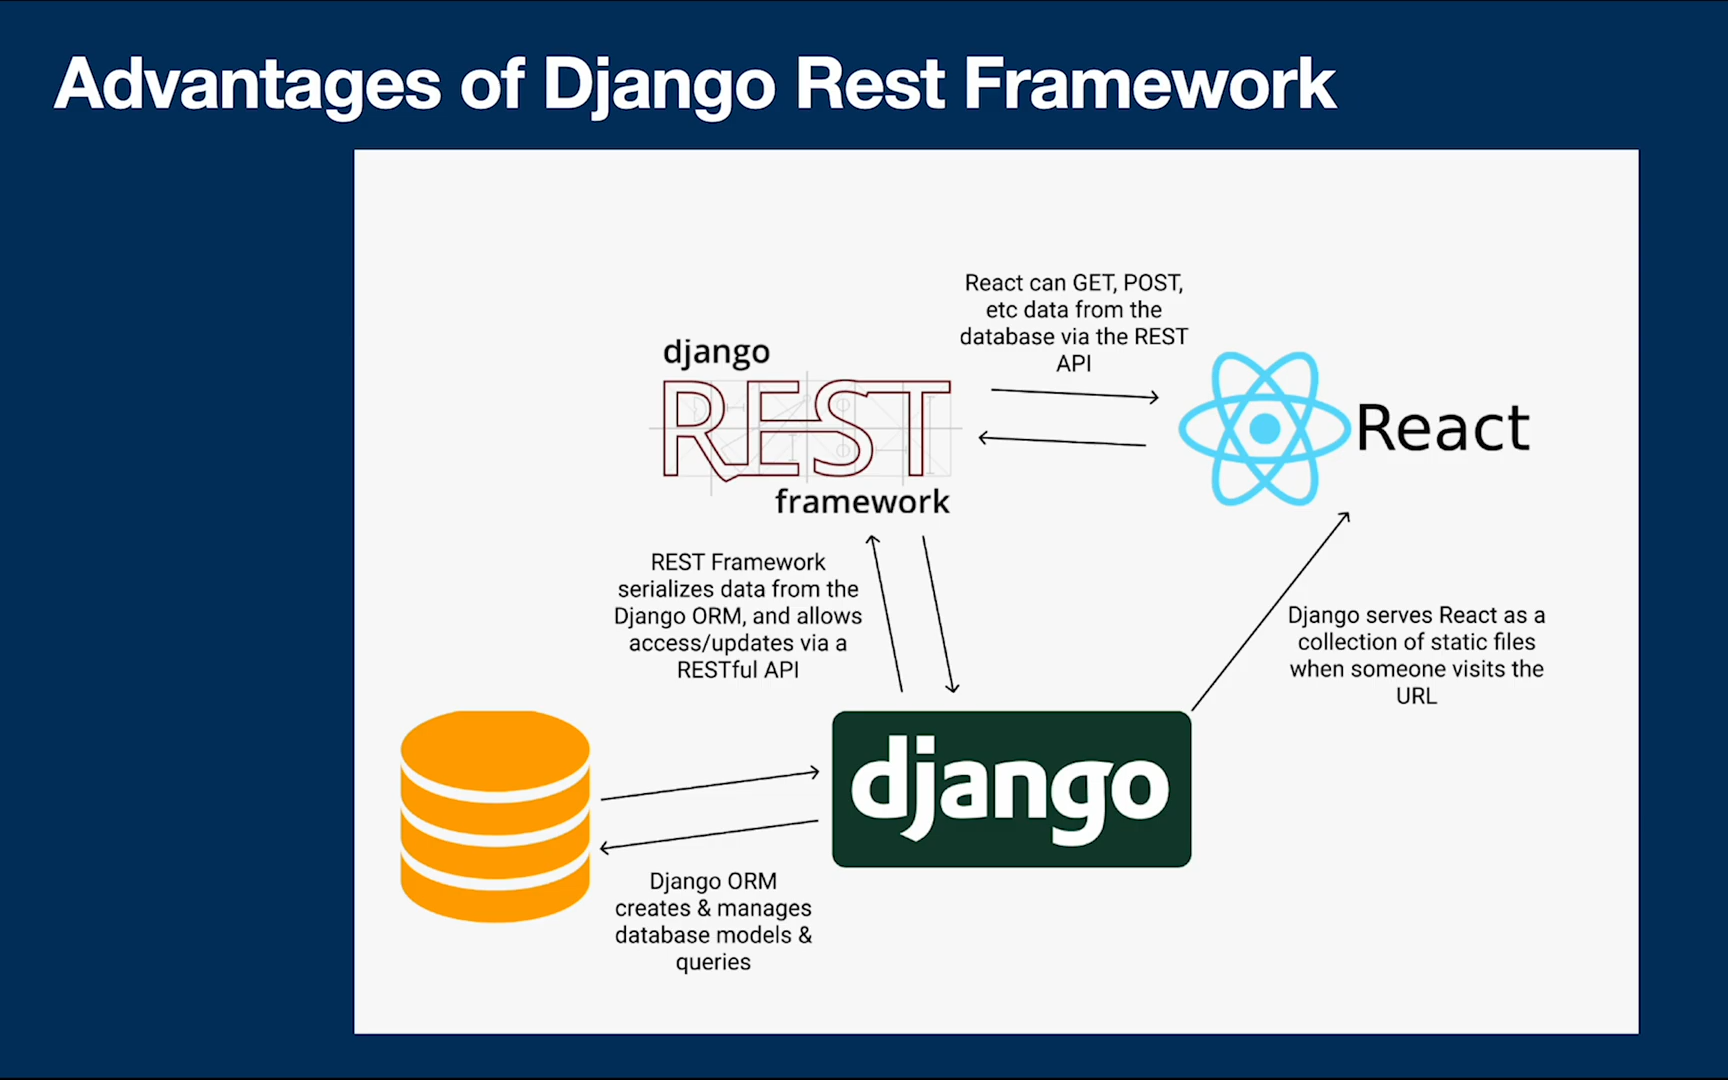 Advantages of Django Rest Framework
React can GET, POST,
etc data from the
database via the REST
API
django
REST
framework
React
REST Framework
serializes data from the
Django ORM, and allows
access/updates via a
RESTful API
Django serves React as a
collection of static files
when someone visits the
URL
django
Django ORM
creates & manages
database models &
queries